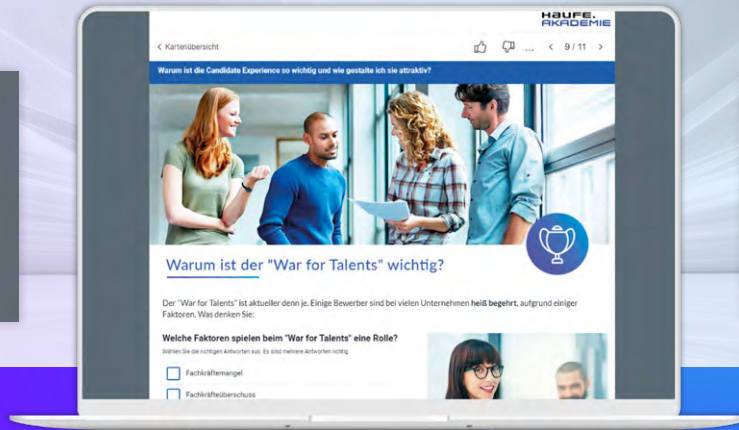 HAUFE.
AKADEMIE
< Kartenübersicht
... < 9 / 11 >
Warum ist die Candidate Experience so wichtig und wie gestalte ich sie attraktiv?
Warum ist der "War for Talents" wichtig?
Der "War for Talents" ist aktueller denn je. Einige Bewerber sind bei vielen Unternehmen heiß begehrt, aufgrund einiger
Faktoren. Was denken Sie:
Welche Faktoren spielen beim "War for Talents" eine Rolle?
Wählen Sie die richtigen Antworten aus. Es sind mehrere Antworten richtig.
Fachkräftemangel
Fachkräfteüberschuss